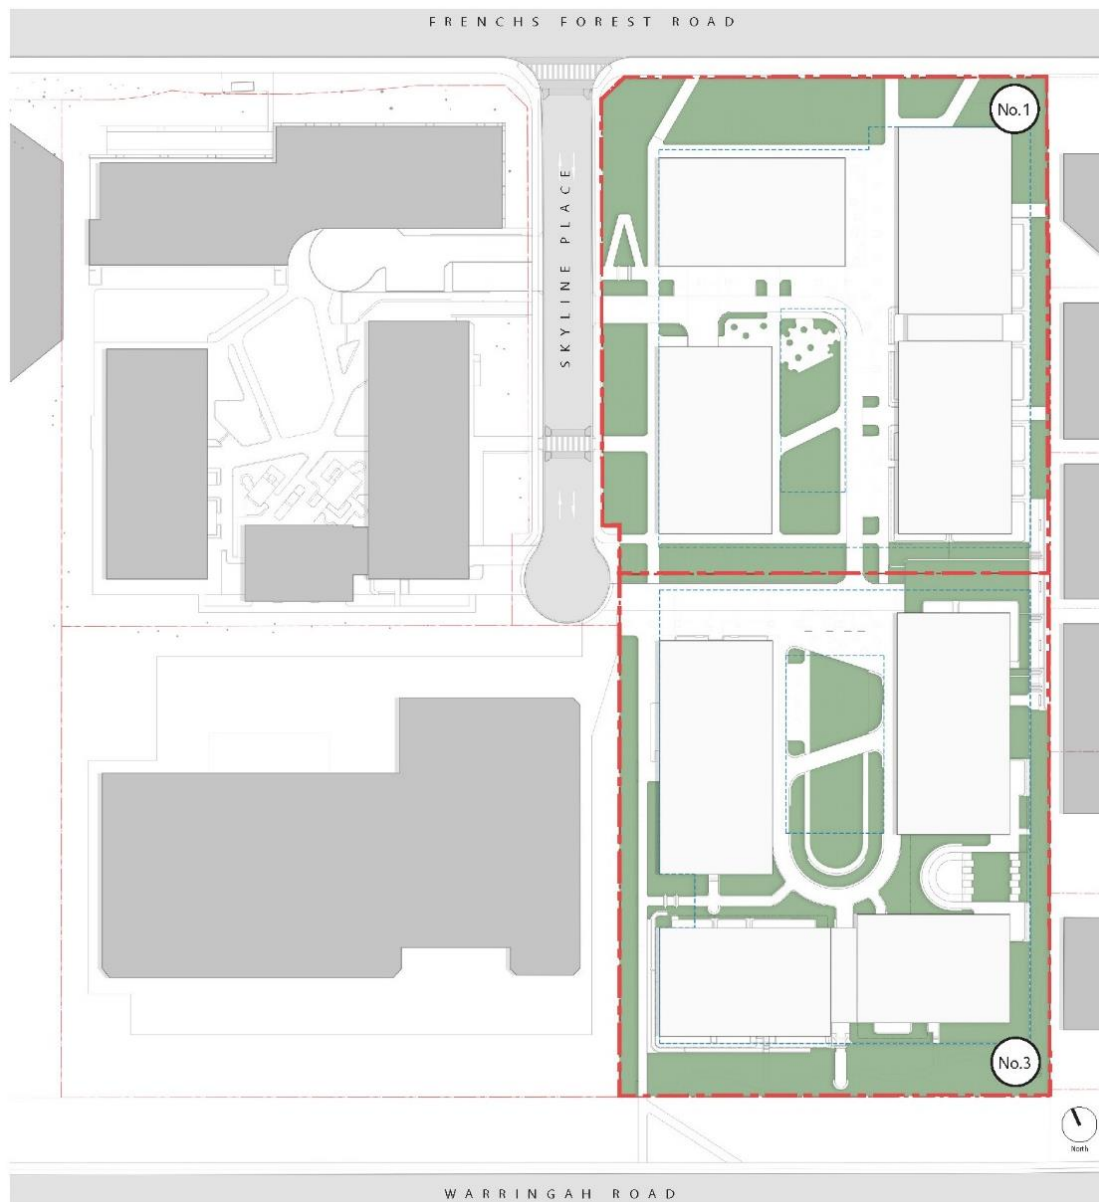 FRENCHS FOREST ROAD
No.1
SKYLINE PLACE
No.3
North
WARRINGAH ROAD